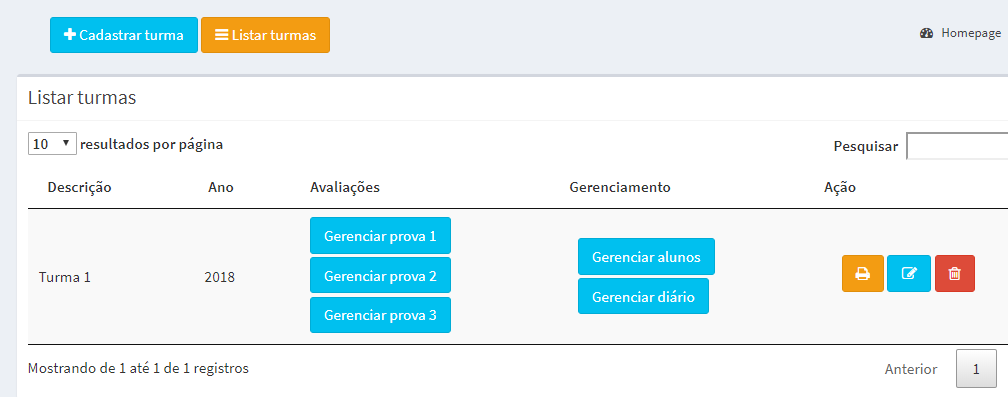 Cadastrar turma Listar turmas Homepage
Listar turmas
10 resultados por página Pesquisar
Descrição Ano Avaliações Gerenciamento Ação
Gerenciar prova 1
Gerenciar alunos
Turma 1 2018 Gerenciar prova 2
Gerenciar diário
Gerenciar prova 3
Mostrando de 1 até 1 de 1 registros Anterior 1